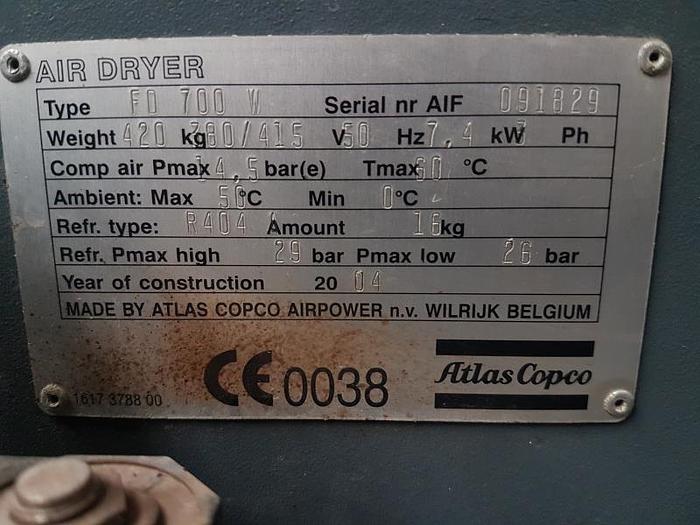 AIR DRYER
Type FD 700 W Serial nr AIF 091829
Weight 420 kg 380/415 V 50 Hz 7,4 kW 3 Ph
Comp air Pmax 14,5 bar(e) Tmax 60 °C
Ambient: Max 50 °C Min 0 °C
Refr. type: R404 A Amount 16 kg
Refr. Pmax high 29 bar Pmax low 26 bar
Year of construction 20 04
MADE BY ATLAS COPCO AIRPOWER n.v. WILRIJK BELGIUM
CE 0038 Atlas Copco
1617 3788 00